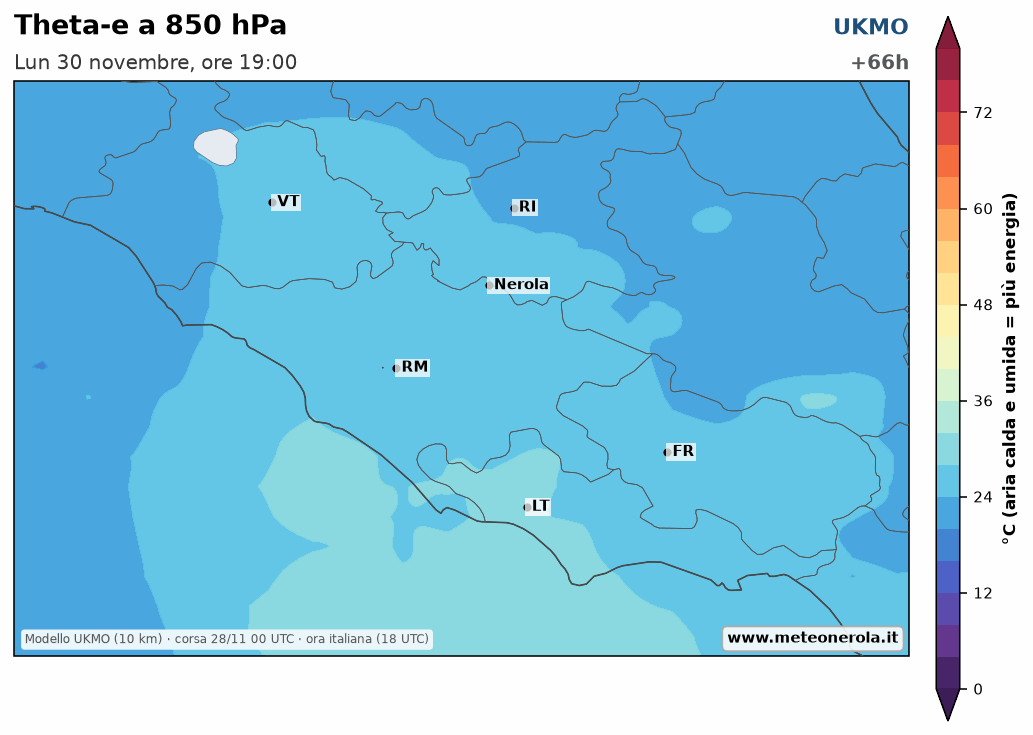 Theta-e a 850 hPa
UKMO
Lun 30 novembre, ore 19:00
+66h
VT
RI
Nerola
RM
FR
LT
72
60
48
36
24
12
0
°C (aria calda e umida = più energia)
Modello UKMO (10 km) · corsa 28/11 00 UTC · ora italiana (18 UTC)
www.meteonerola.it